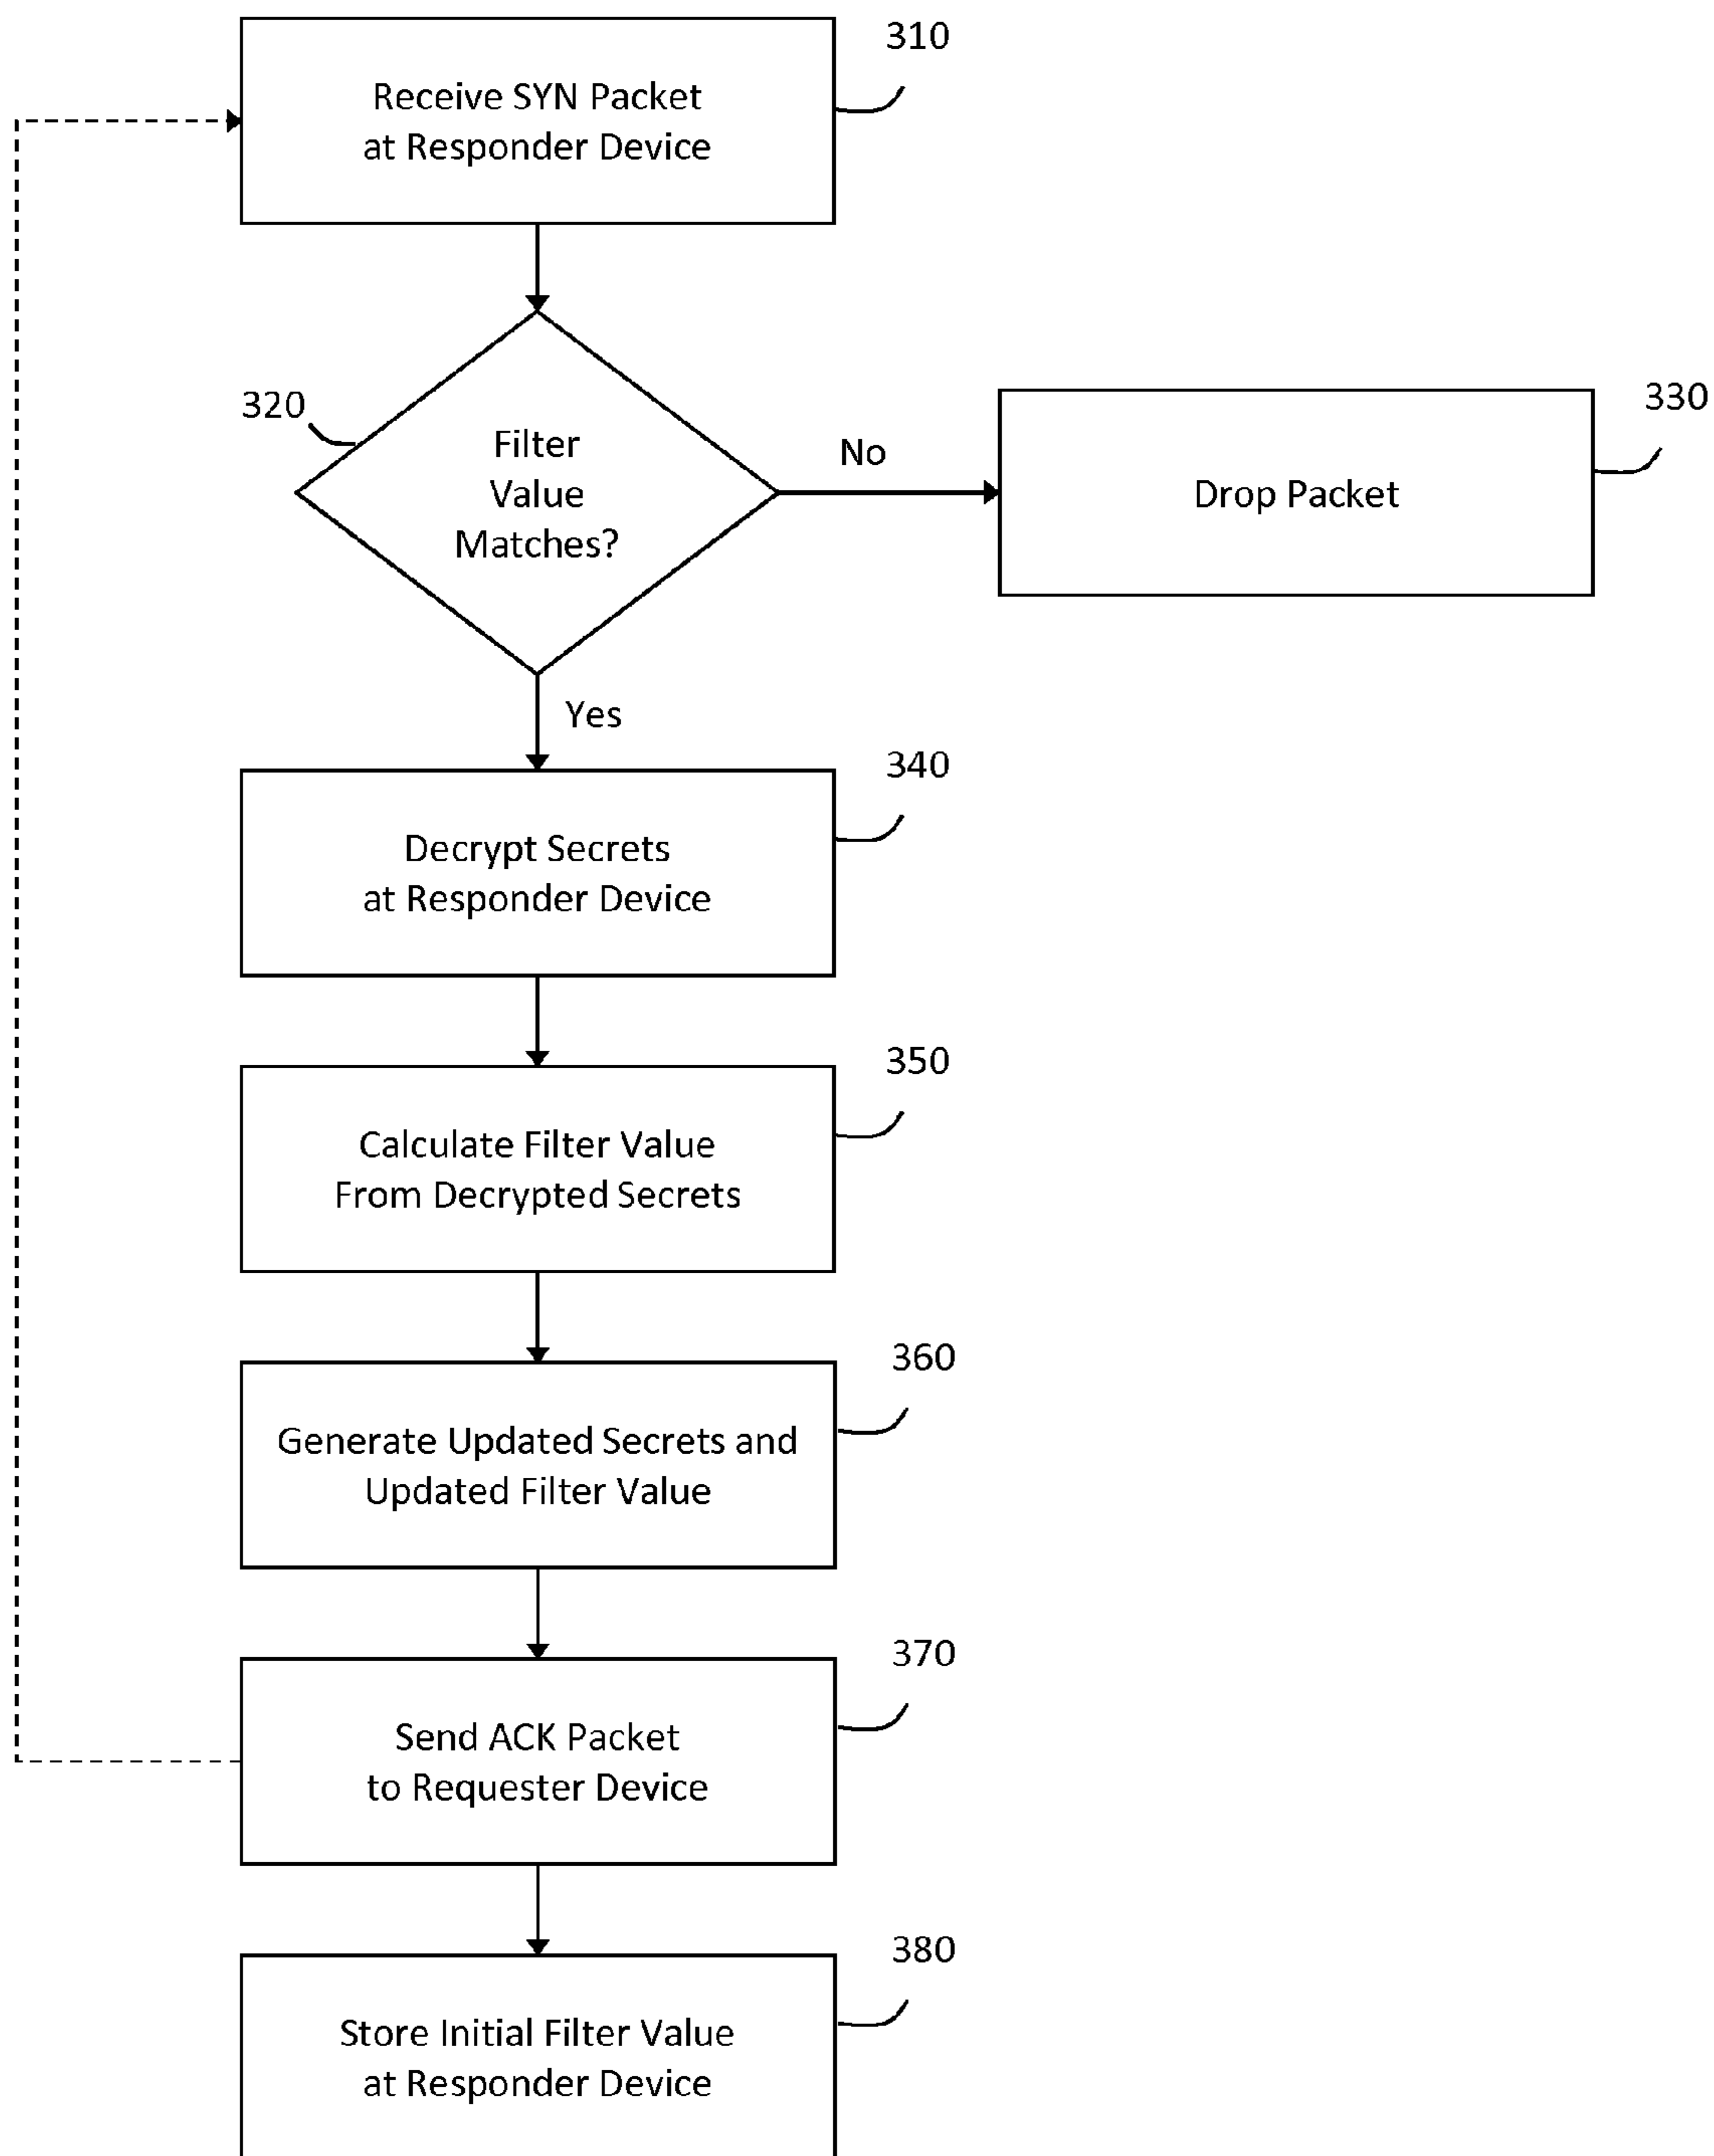 310
Receive SYN Packet
at Responder Device
320
Filter
Value
Matches?
No
330
Drop Packet
Yes
340
Decrypt Secrets
at Responder Device
350
Calculate Filter Value
From Decrypted Secrets
360
Generate Updated Secrets and
Updated Filter Value
370
Send ACK Packet
to Requester Device
380
Store Initial Filter Value
at Responder Device